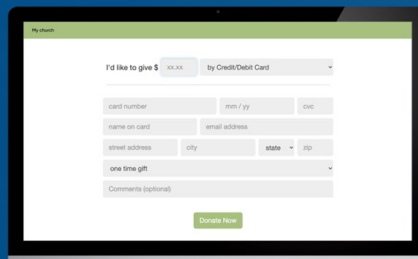 My church
I'd like to give $ xx.xx by Credit/Debit Card
card number mm / yy cvc
name on card email address
street address city state zip
one time gift
Comments (optional)
Donate Now